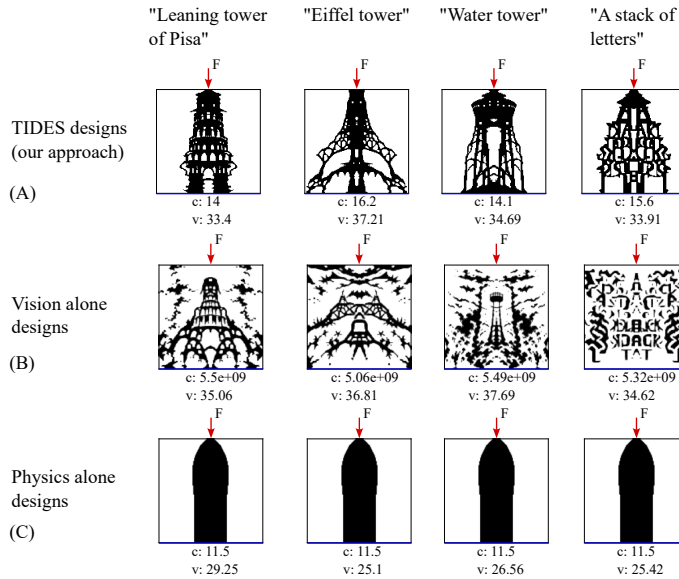 "Leaning tower
of Pisa"
"Eiffel tower"
"Water tower"
"A stack of
letters"
F
F
F
F
TIDES designs
(our approach)
(A)
c: 14
v: 33.4
c: 16.2
v: 37.21
c: 14.1
v: 34.69
c: 15.6
v: 33.91
F
F
F
F
Vision alone
designs
(B)
c: 5.5e+09
v: 35.06
c: 5.06e+09
v: 36.81
c: 5.49e+09
v: 37.69
c: 5.32e+09
v: 34.62
F
F
F
F
Physics alone
designs
(C)
c: 11.5
v: 29.25
c: 11.5
v: 25.1
c: 11.5
v: 26.56
c: 11.5
v: 25.42